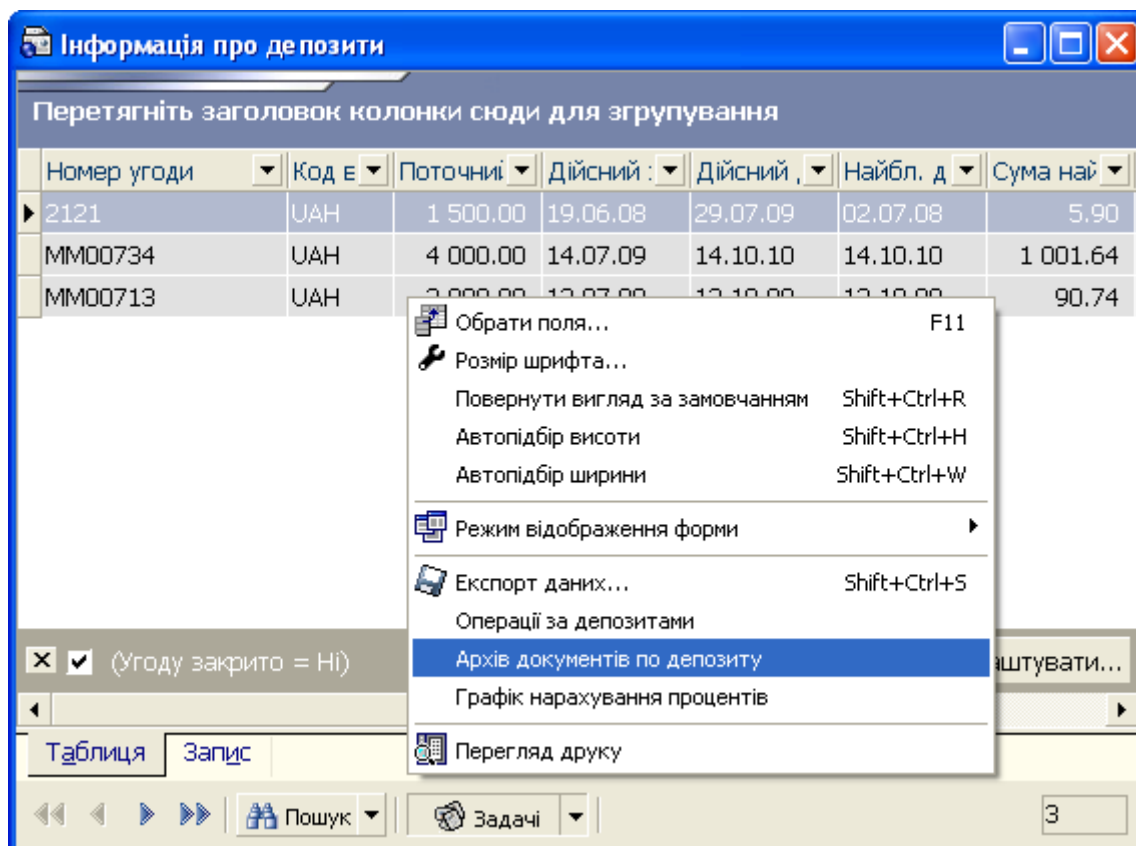 Інформація про депозити
Перетягніть заголовок колонки сюди для згрупування
Номер угоди Код в Поточний Дійсний Дійсний Найбл. д Сума най
2121 UAH 1 500.00 19.06.08 29.07.09 02.07.08 5.90
ММ00734 UAH 4 000.00 14.07.09 14.10.10 14.10.10 1 001.64
ММ00713 UAH 90.74
Обрати поля... F11
Розмір шрифта...
Повернути вигляд за замовчанням Shift+Ctrl+R
Автопідбір висоти Shift+Ctrl+H
Автопідбір ширини Shift+Ctrl+W
Режим відображення форми
Експорт даних... Shift+Ctrl+S
Операції за депозитами
Архів документів по депозиту
Графік нарахування процентів
Перегляд друку
(Угоду закрито = Ні) аштувати...
Таблиця Запис
Пошук Задачі 3